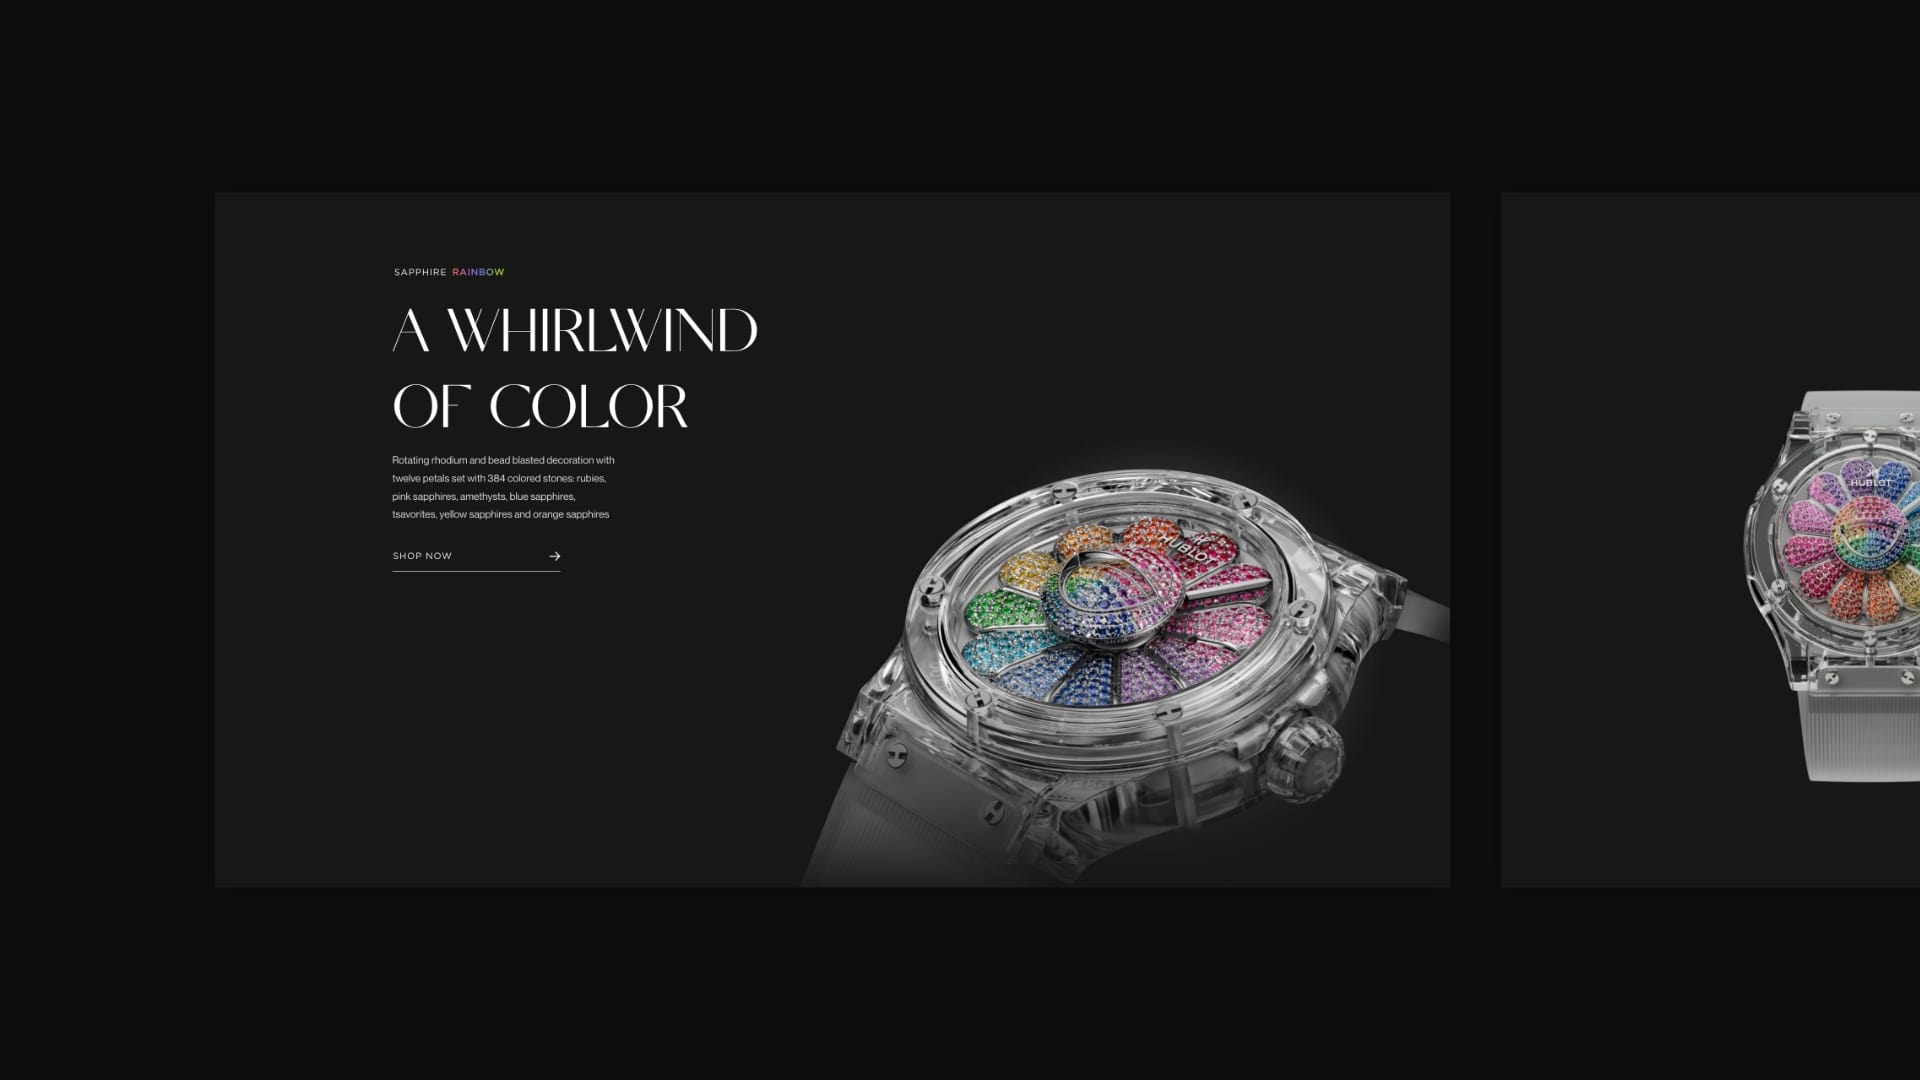 SAPPHIRE RAINBOW
A WHIRLWIND
OF COLOR
Rotating rhodium and bead blasted decoration with
twelve petals set with 384 colored stones: rubies,
pink sapphires, amethysts, blue sapphires,
tsavorites, yellow sapphires and orange sapphires
SHOP NOW
HUBLOT
HUBLOT